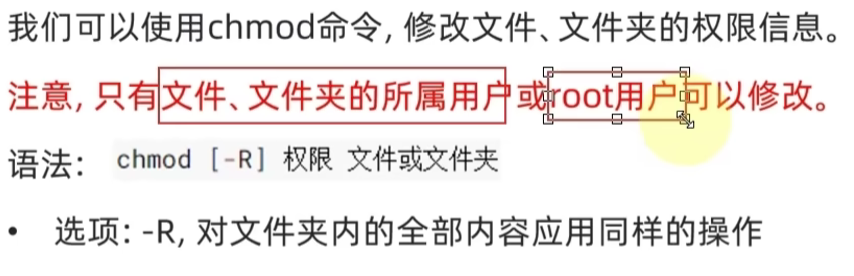 我们可以使用chmod命令, 修改文件、文件夹的权限信息。
注意, 只有文件、文件夹的所属用户或root用户可以修改。
语法: chmod [-R] 权限 文件或文件夹
• 选项: -R, 对文件夹内的全部内容应用同样的操作